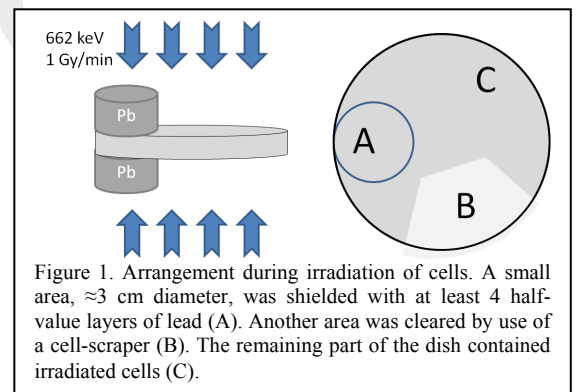 662 keV
1 Gy/min
Pb
Pb
A
C
B
Figure 1. Arrangement during irradiation of cells. A small
area, ≈3 cm diameter, was shielded with at least 4 half-
value layers of lead (A). Another area was cleared by use of
a cell-scraper (B). The remaining part of the dish contained
irradiated cells (C).